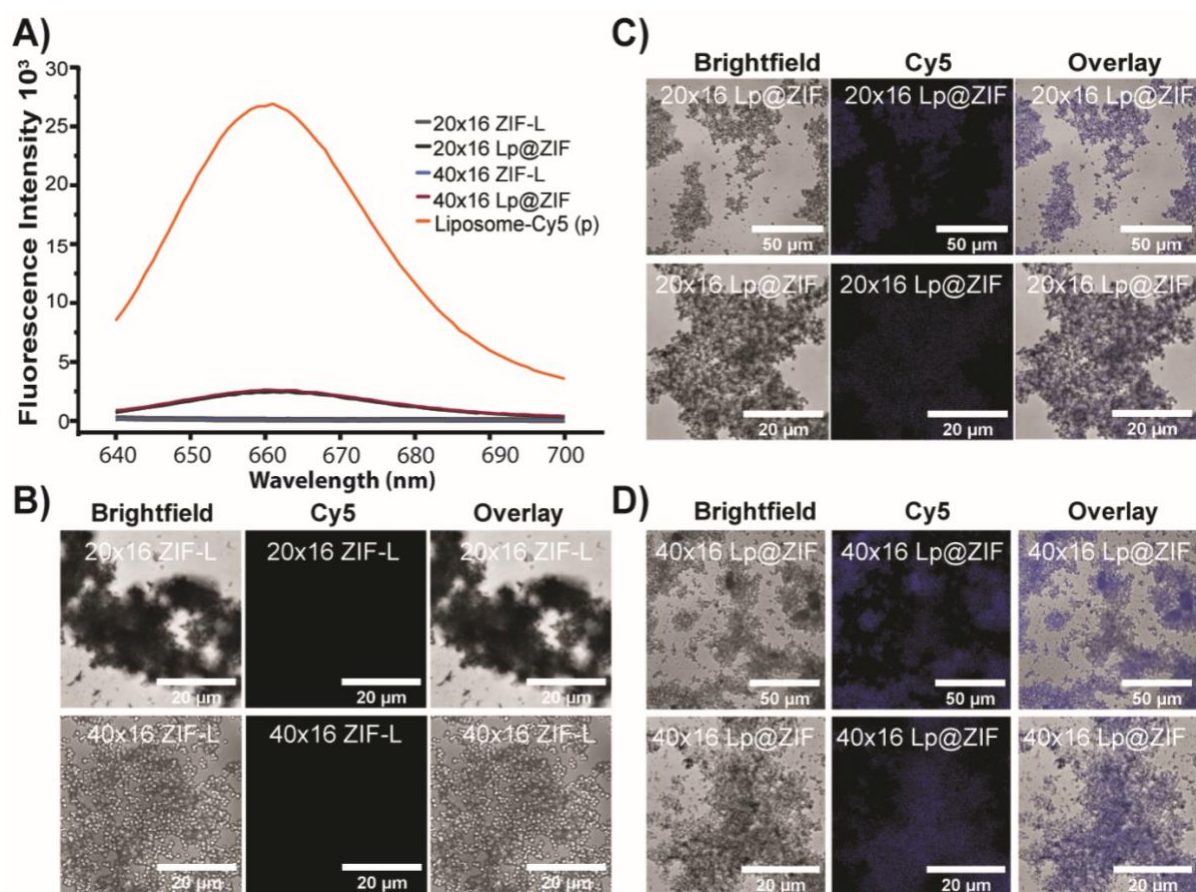 A)
Fluorescence Intensity 10³
30
25
20
15
10
5
0
640 650 660 670 680 690 700
Wavelength (nm)
20x16 ZIF-L
20x16 Lp@ZIF
40x16 ZIF-L
40x16 Lp@ZIF
Liposome-Cy5 (p)
B)
Brightfield Cy5 Overlay
20x16 ZIF-L 20x16 ZIF-L 20x16 ZIF-L
20 µm 20 µm 20 µm
40x16 ZIF-L 40x16 ZIF-L 40x16 ZIF-L
20 µm 20 µm 20 µm
C)
Brightfield Cy5 Overlay
20x16 Lp@ZIF 20x16 Lp@ZIF 20x16 Lp@ZIF
50 µm 50 µm 50 µm
20x16 Lp@ZIF 20x16 Lp@ZIF 20x16 Lp@ZIF
20 µm 20 µm 20 µm
D)
Brightfield Cy5 Overlay
40x16 Lp@ZIF 40x16 Lp@ZIF 40x16 Lp@ZIF
50 µm 50 µm 50 µm
40x16 Lp@ZIF 40x16 Lp@ZIF 40x16 Lp@ZIF
20 µm 20 µm 20 µm